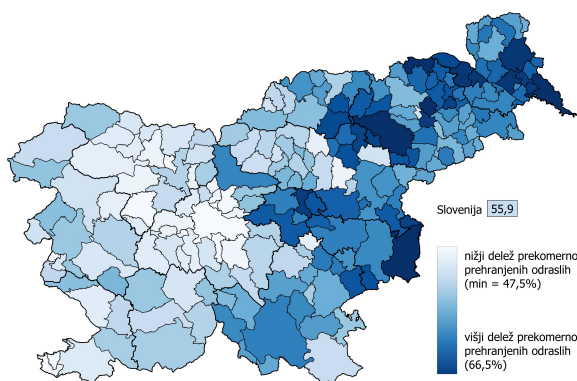 Slovenija 55,9
nižji delež prekomerno
prehranjenih odraslih
(min = 47,5%)
višji delež prekomerno
prehranjenih odraslih
(66,5%)